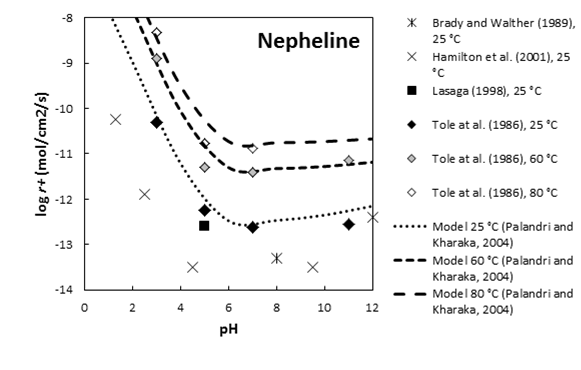 Nepheline
-8
-9
-10
-11
-12
-13
-14
log r+ (mol/cm2/s)
0 2 4 6 8 10 12
pH
Brady and Walther (1989),
25 °C
Hamilton et al. (2001), 25
°C
Lasaga (1998), 25 °C
Tole at al. (1986), 25 °C
Tole at al. (1986), 60 °C
Tole at al. (1986), 80 °C
Model 25 °C (Palandri and
Kharaka, 2004)
Model 60 °C (Palandri and
Kharaka, 2004)
Model 80 °C (Palandri and
Kharaka, 2004)